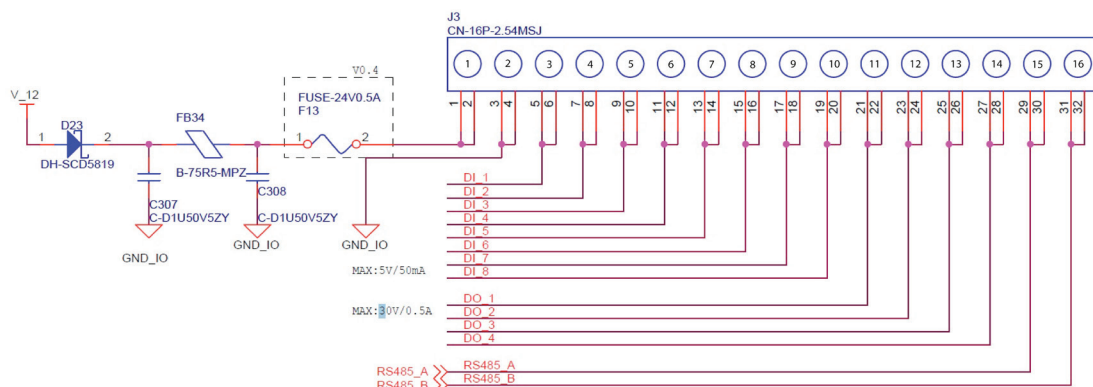 J3
CN-16P-2.54MSJ
1 2 3 4 5 6 7 8 9 10 11 12 13 14 15 16
V0.4
FUSE-24V0.5A
F13
V_12
1 2 3 4 5 6 7 8 9 10 11 12 13 14 15 16 17 18 19 20 21 22 23 24 25 26 27 28 29 30 31 32
D23
FB34
1 2
1 2
DH-SCD5819
B-75R5-MPZ
C307
C-D1U50V5ZY
C308
C-D1U50V5ZY
GND_IO
GND_IO
GND_IO
DI_1
DI_2
DI_3
DI_4
DI_5
DI_6
DI_7
MAX:5V/50mA
DI_8
DO_1
MAX:30V/0.5A
DO_2
DO_3
DO_4
RS485_A
RS485_A
RS485_B
RS485_B